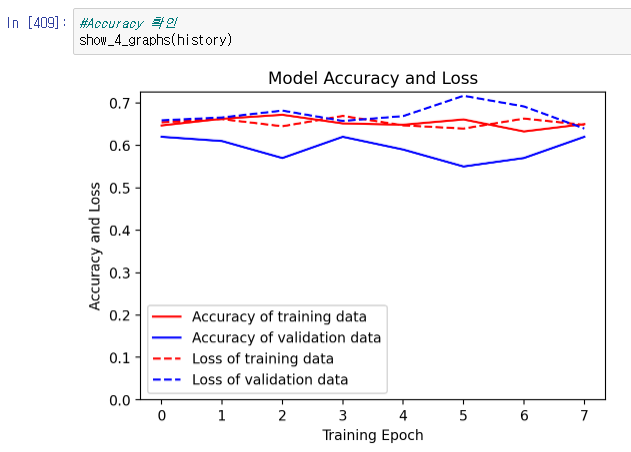 In [409]:
#Accuracy 확인
show_4_graphs(history)
Model Accuracy and Loss
0.7
0.6
0.5
0.4
0.3
0.2
0.1
0.0
Accuracy and Loss
Accuracy of training data
Accuracy of validation data
Loss of training data
Loss of validation data
0 1 2 3 4 5 6 7
Training Epoch